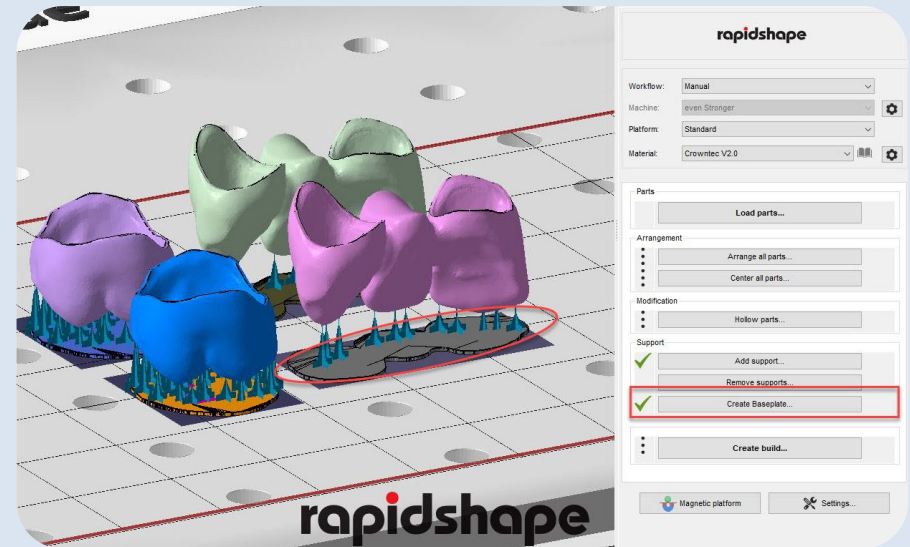 rapidshape
Workflow: Manual
Machine: even Stronger
Platform: Standard
Material: Crowntec V2.0
Parts
Load parts...
Arrangement
Arrange all parts...
Center all parts...
Modification
Hollow parts...
Support
Add support...
Remove supports...
Create Baseplate...
Create build...
Magnetic platform Settings...
rapidshape